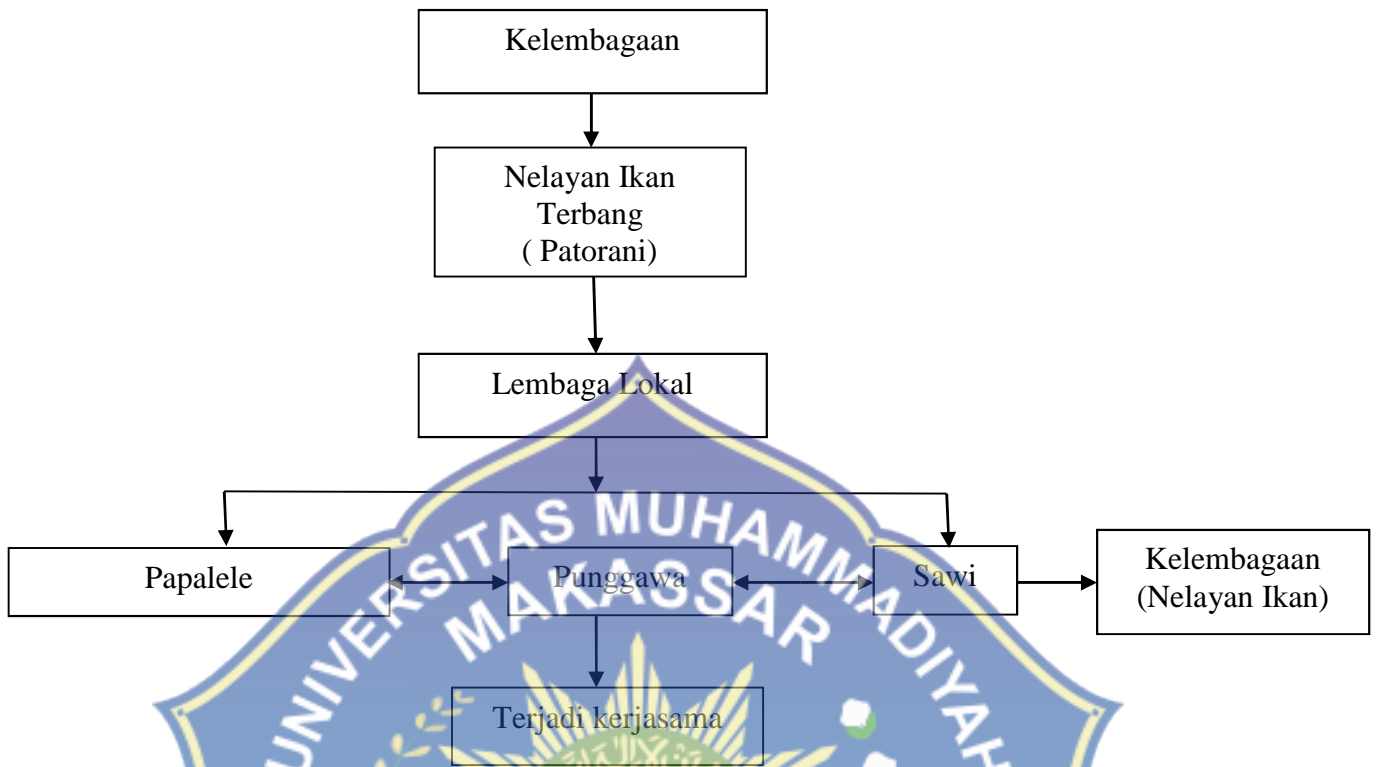 Kelembagaan
Nelayan Ikan
Terbang
( Patorani)
Lembaga Lokal
Papalele
Punggawa
Sawi
Kelembagaan
(Nelayan Ikan)
Terjadi kerjasama
UNIVERSITAS MUHAMMADIYAH
MAKASSAR